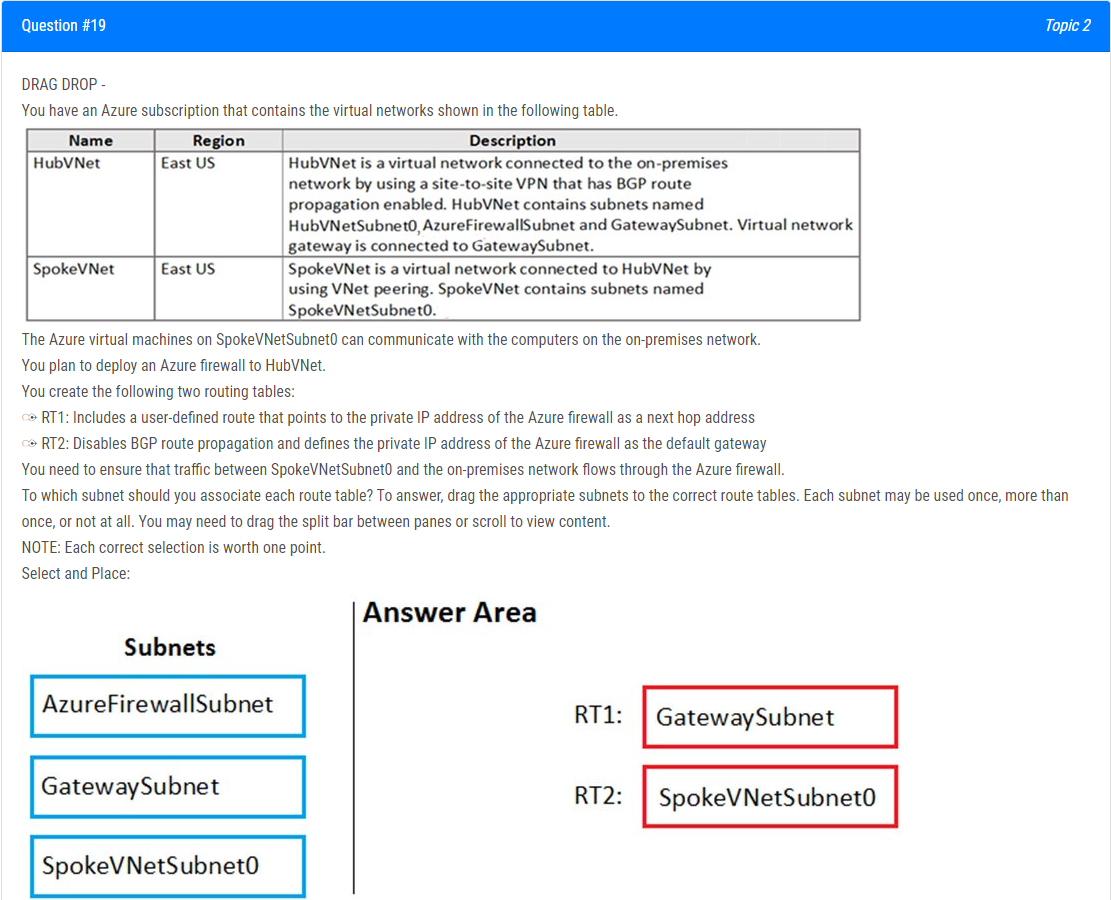 Question #19
Topic 2
DRAG DROP -
You have an Azure subscription that contains the virtual networks shown in the following table.
Name Region Description
HubVNet East US HubVNet is a virtual network connected to the on-premises
network by using a site-to-site VPN that has BGP route
propagation enabled. HubVNet contains subnets named
HubVNetSubnet0, AzureFirewallSubnet and GatewaySubnet. Virtual network
gateway is connected to GatewaySubnet.
SpokeVNet East US SpokeVNet is a virtual network connected to HubVNet by
using VNet peering. SpokeVNet contains subnets named
SpokeVNetSubnet0.
The Azure virtual machines on SpokeVNetSubnet0 can communicate with the computers on the on-premises network.
You plan to deploy an Azure firewall to HubVNet.
You create the following two routing tables:
RT1: Includes a user-defined route that points to the private IP address of the Azure firewall as a next hop address
RT2: Disables BGP route propagation and defines the private IP address of the Azure firewall as the default gateway
You need to ensure that traffic between SpokeVNetSubnet0 and the on-premises network flows through the Azure firewall.
To which subnet should you associate each route table? To answer, drag the appropriate subnets to the correct route tables. Each subnet may be used once, more than
once, or not at all. You may need to drag the split bar between panes or scroll to view content.
NOTE: Each correct selection is worth one point.
Select and Place:
Subnets
AzureFirewallSubnet
GatewaySubnet
SpokeVNetSubnet0
Answer Area
RT1: GatewaySubnet
RT2: SpokeVNetSubnet0